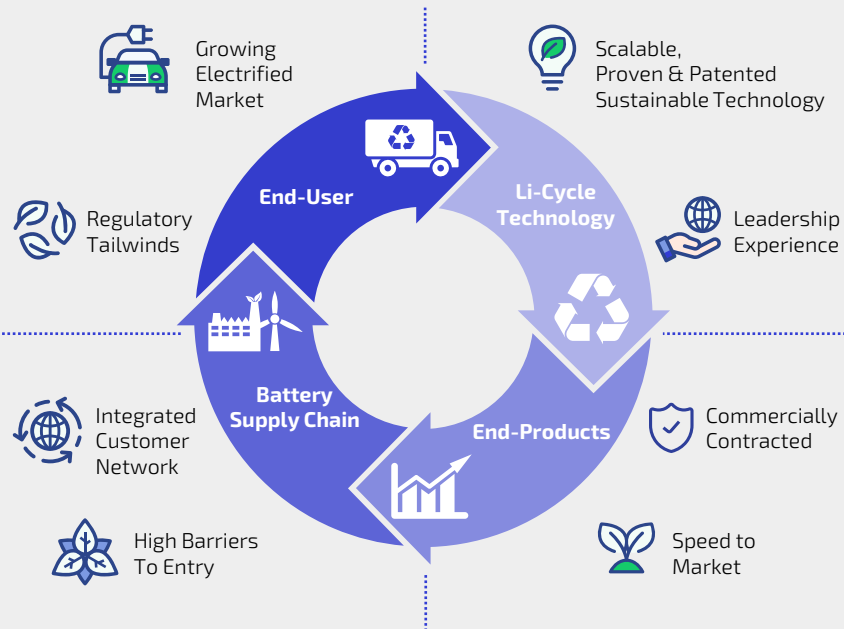 Growing
Electrified
Market
Scalable,
Proven & Patented
Sustainable Technology
Regulatory
Tailwinds
End-User
Li-Cycle
Technology
Leadership
Experience
Integrated
Customer
Network
Battery
Supply Chain
End-Products
Commercially
Contracted
High Barriers
To Entry
Speed to
Market